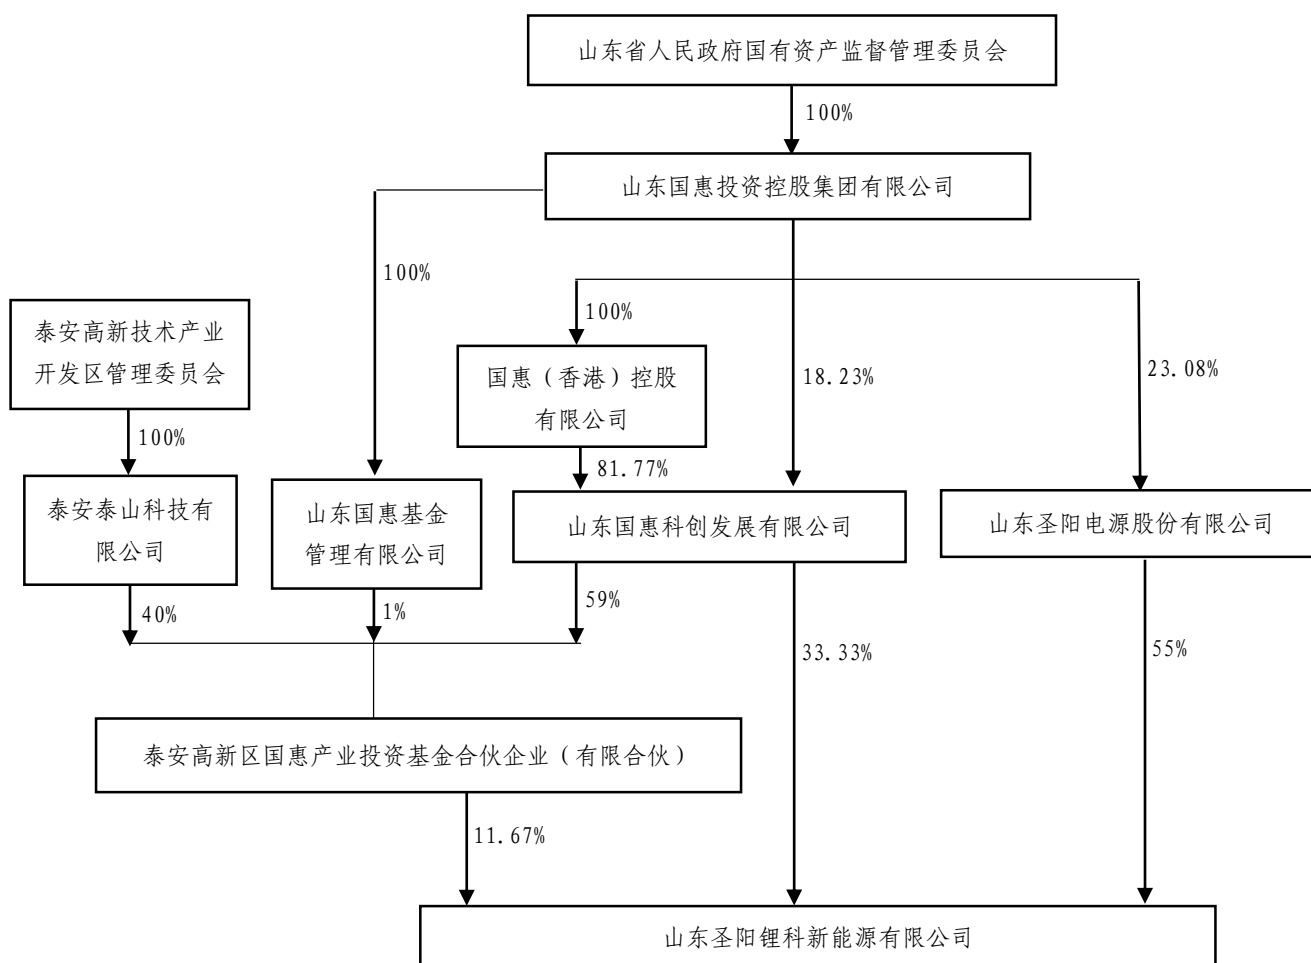 山东省人民政府国有资产监督管理委员会
100%
山东国惠投资控股集团有限公司
100%
100%
18.23%
23.08%
泰安高新技术产业
开发区管理委员会
国惠（香港）控股
有限公司
100%
81.77%
泰安泰山科技有
限公司
山东国惠基金
管理有限公司
山东国惠科创发展有限公司
山东圣阳电源股份有限公司
40%
1%
59%
33.33%
55%
泰安高新区国惠产业投资基金合伙企业（有限合伙）
11.67%
山东圣阳锂科新能源有限公司